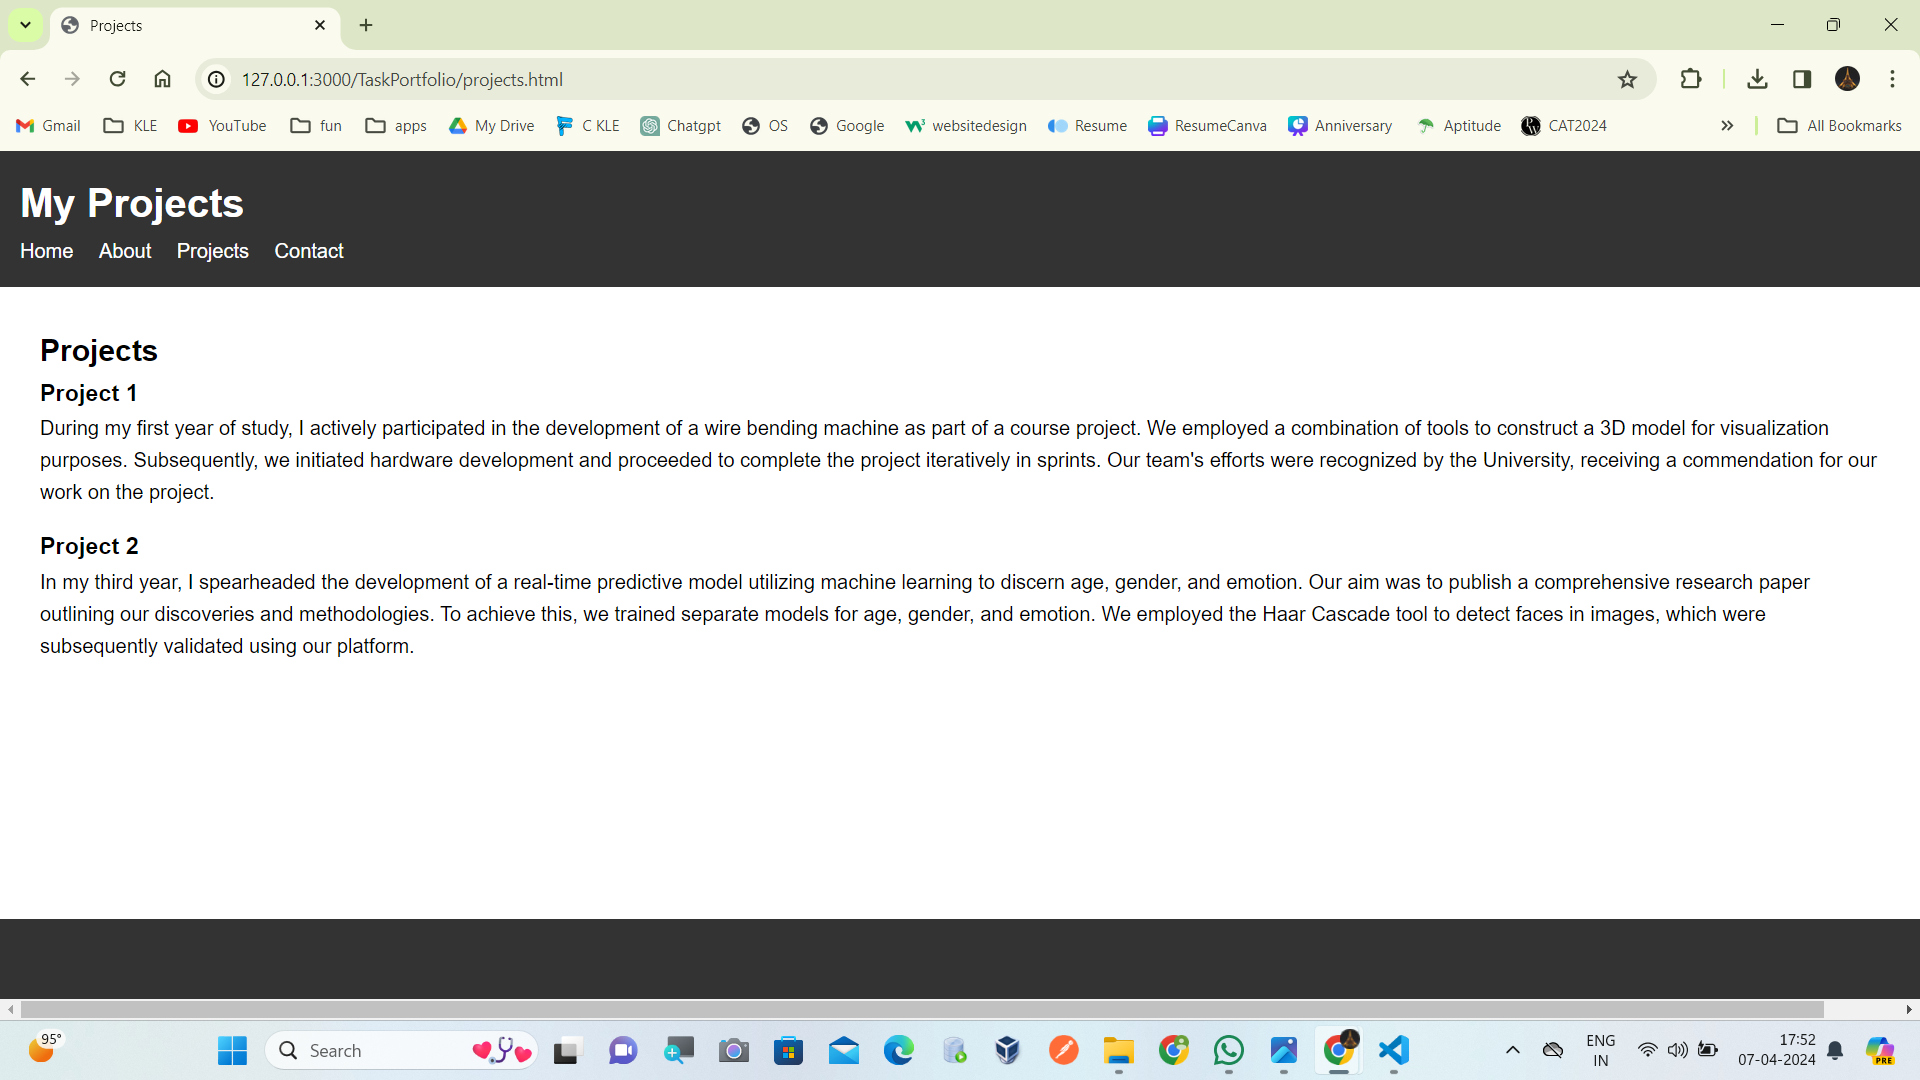 Projects
127.0.0.1:3000/TaskPortfolio/projects.html
Gmail KLE YouTube fun apps My Drive C KLE Chatgpt OS Google websitedesign Resume ResumeCanva Anniversary Aptitude CAT2024 All Bookmarks
My Projects
Home About Projects Contact
Projects
Project 1
During my first year of study, I actively participated in the development of a wire bending machine as part of a course project. We employed a combination of tools to construct a 3D model for visualization
purposes. Subsequently, we initiated hardware development and proceeded to complete the project iteratively in sprints. Our team's efforts were recognized by the University, receiving a commendation for our
work on the project.
Project 2
In my third year, I spearheaded the development of a real-time predictive model utilizing machine learning to discern age, gender, and emotion. Our aim was to publish a comprehensive research paper
outlining our discoveries and methodologies. To achieve this, we trained separate models for age, gender, and emotion. We employed the Haar Cascade tool to detect faces in images, which were
subsequently validated using our platform.
95°
Search
ENG
IN
17:52
07-04-2024
PRE